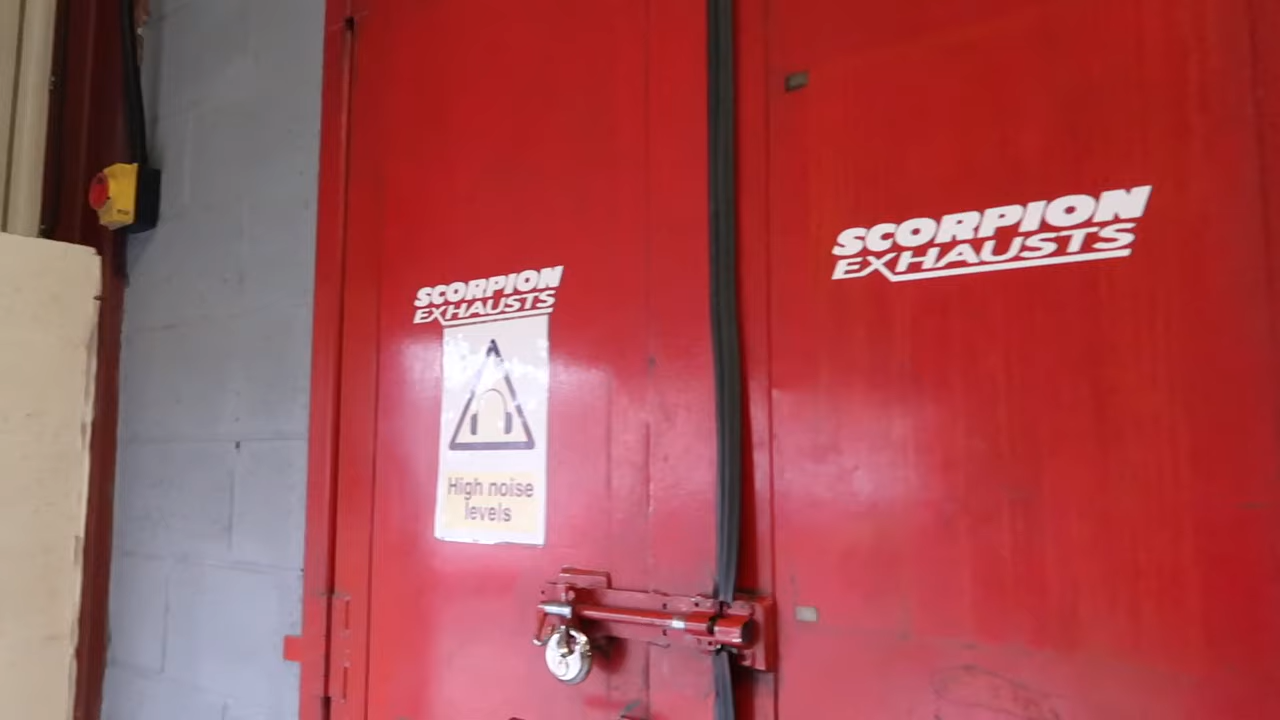 SCORPION
EXHAUSTS
High noise
levels
SCORPION
EXHAUSTS